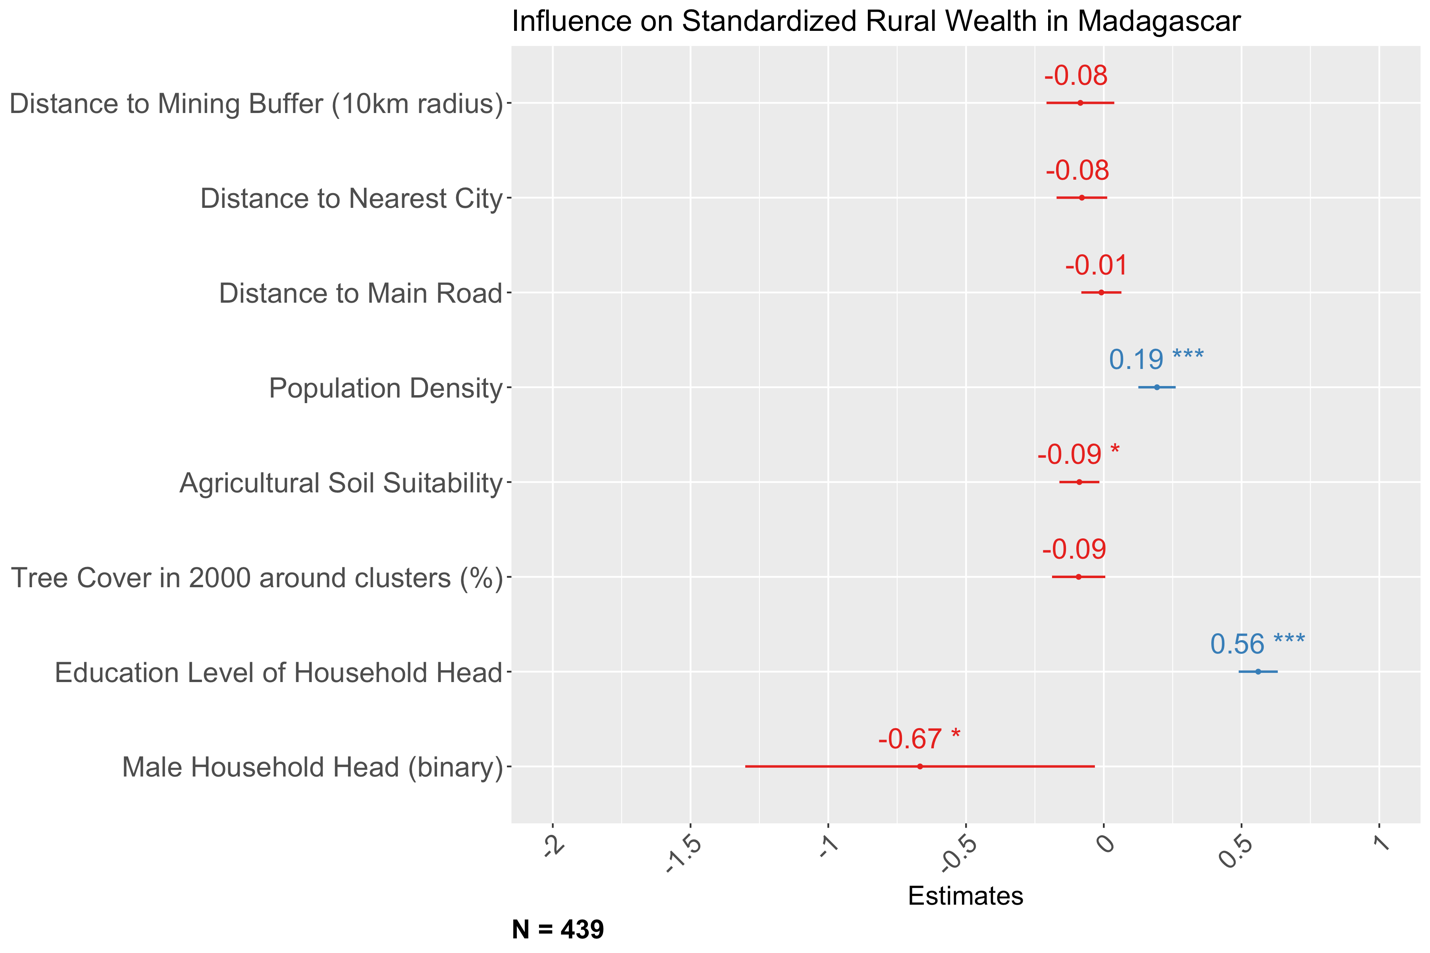 Influence on Standardized Rural Wealth in Madagascar
Distance to Mining Buffer (10km radius)
-0.08
Distance to Nearest City
-0.08
Distance to Main Road
-0.01
Population Density
0.19 ***
Agricultural Soil Suitability
-0.09 *
Tree Cover in 2000 around clusters (%)
-0.09
Education Level of Household Head
0.56 ***
Male Household Head (binary)
-0.67 *
-2 -1.5 -1 -0.5 0 0.5 1
Estimates
N = 439